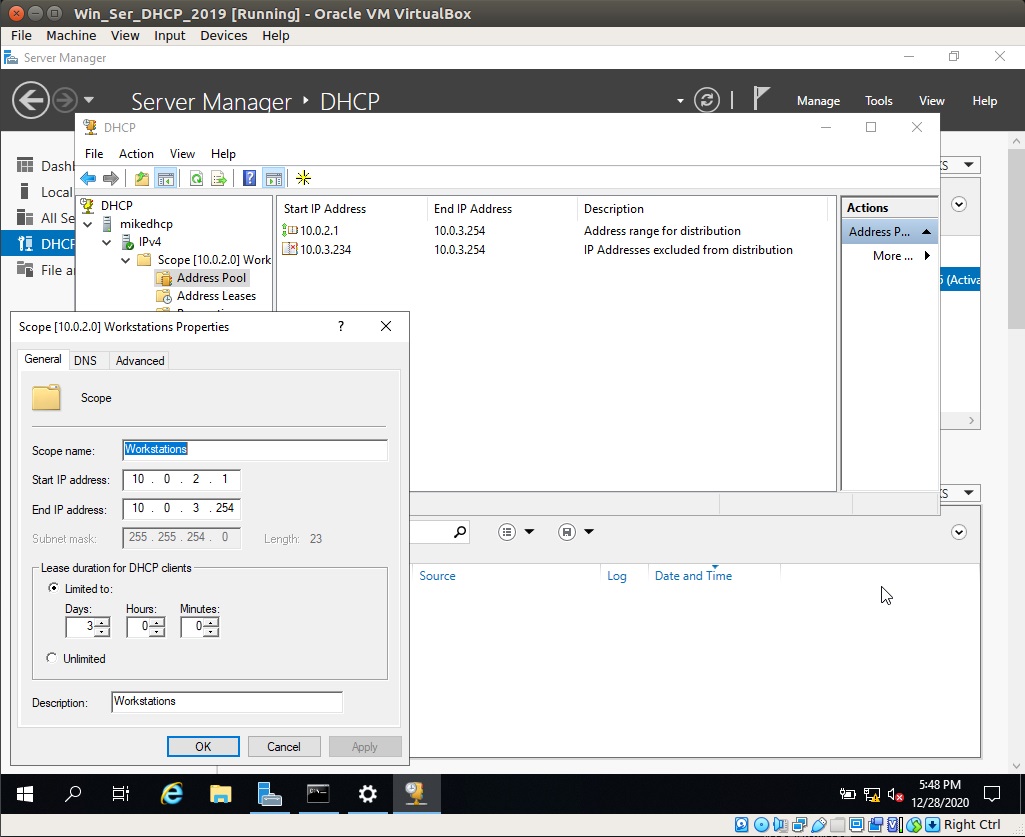 Win_Ser_DHCP_2019 [Running] - Oracle VM VirtualBox
File Machine View Input Devices Help
Server Manager
Server Manager DHCP
Manage Tools View Help
DHCP
File Action View Help
Dashb
Local
All Se
DHCP
File an
DHCP
mikedhcp
IPv4
Scope [10.0.2.0] Work
Address Pool
Address Leases
Start IP Address End IP Address Description
10.0.2.1 10.0.3.254 Address range for distribution
10.0.3.234 10.0.3.254 IP Addresses excluded from distribution
Actions
Address P...
More ...
KS
(Activa
Scope [10.0.2.0] Workstations Properties ?
General DNS Advanced
Scope
Scope name: Workstations
Start IP address: 10 . 0 . 2 . 1
End IP address: 10 . 0 . 3 . 254
Subnet mask: 255 . 255 . 254 . 0 Length: 23
Lease duration for DHCP clients
Limited to:
Days: Hours: Minutes:
3 0 0
Unlimited
Description: Workstations
OK Cancel Apply
KS
Source Log Date and Time
5:48 PM
12/28/2020
Right Ctrl